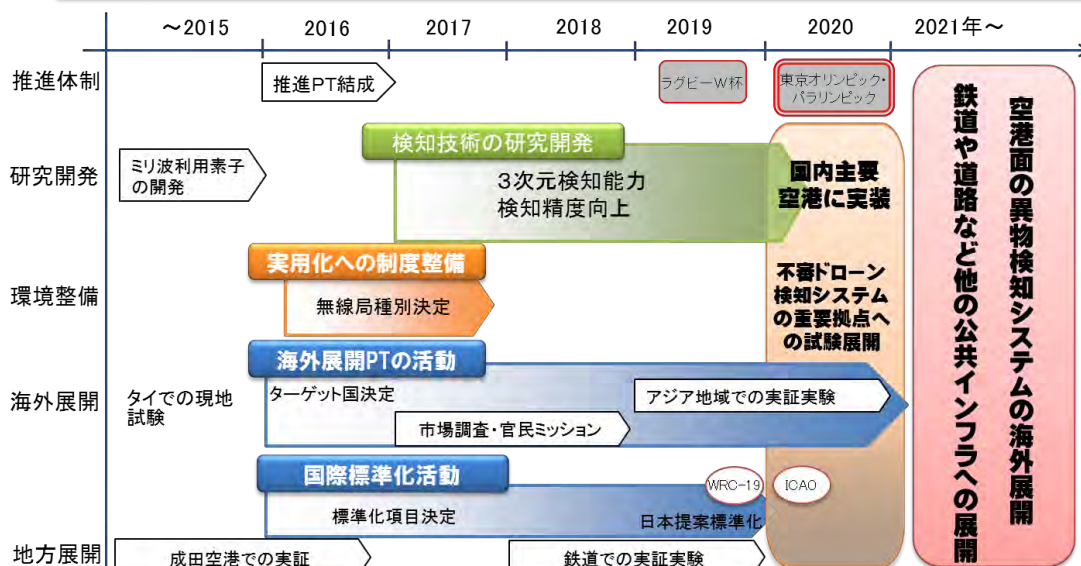 ～2015
2016
2017
2018
2019
2020
2021年～
推進体制
推進PT結成
ラグビーW杯
東京オリンピック・
パラリンピック
研究開発
ミリ波利用素子
の開発
検知技術の研究開発
3次元検知能力
検知精度向上
国内主要
空港に実装
環境整備
実用化への制度整備
無線局種別決定
不審ドローン
検知システム
の重要拠点へ
の試験展開
海外展開
タイでの現地
試験
海外展開PTの活動
ターゲット国決定
市場調査・官民ミッション
アジア地域での実証実験
国際標準化活動
標準化項目決定
WRC-19
ICAO
日本提案標準化
地方展開
成田空港での実証
鉄道での実証実験
空港面の異物検知システムの海外展開
鉄道や道路など他の公共インフラへの展開